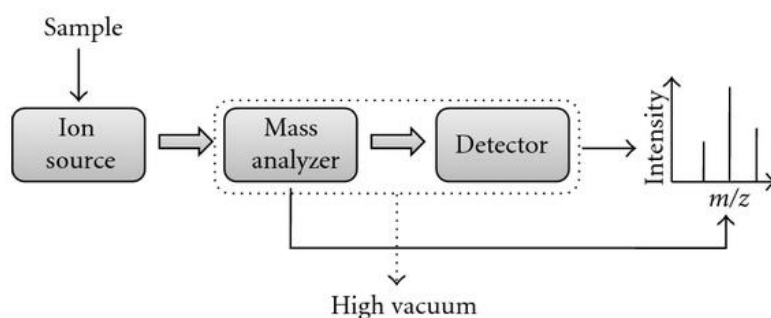 Sample
Ion
source
Mass
analyzer
Detector
Intensity
m/z
High vacuum